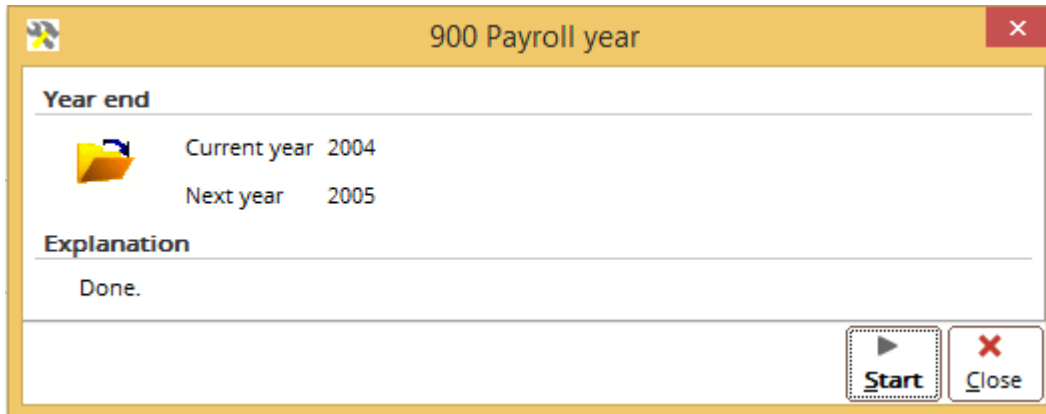 900 Payroll year
Year end
Current year 2004
Next year 2005
Explanation
Done.
Start
Close